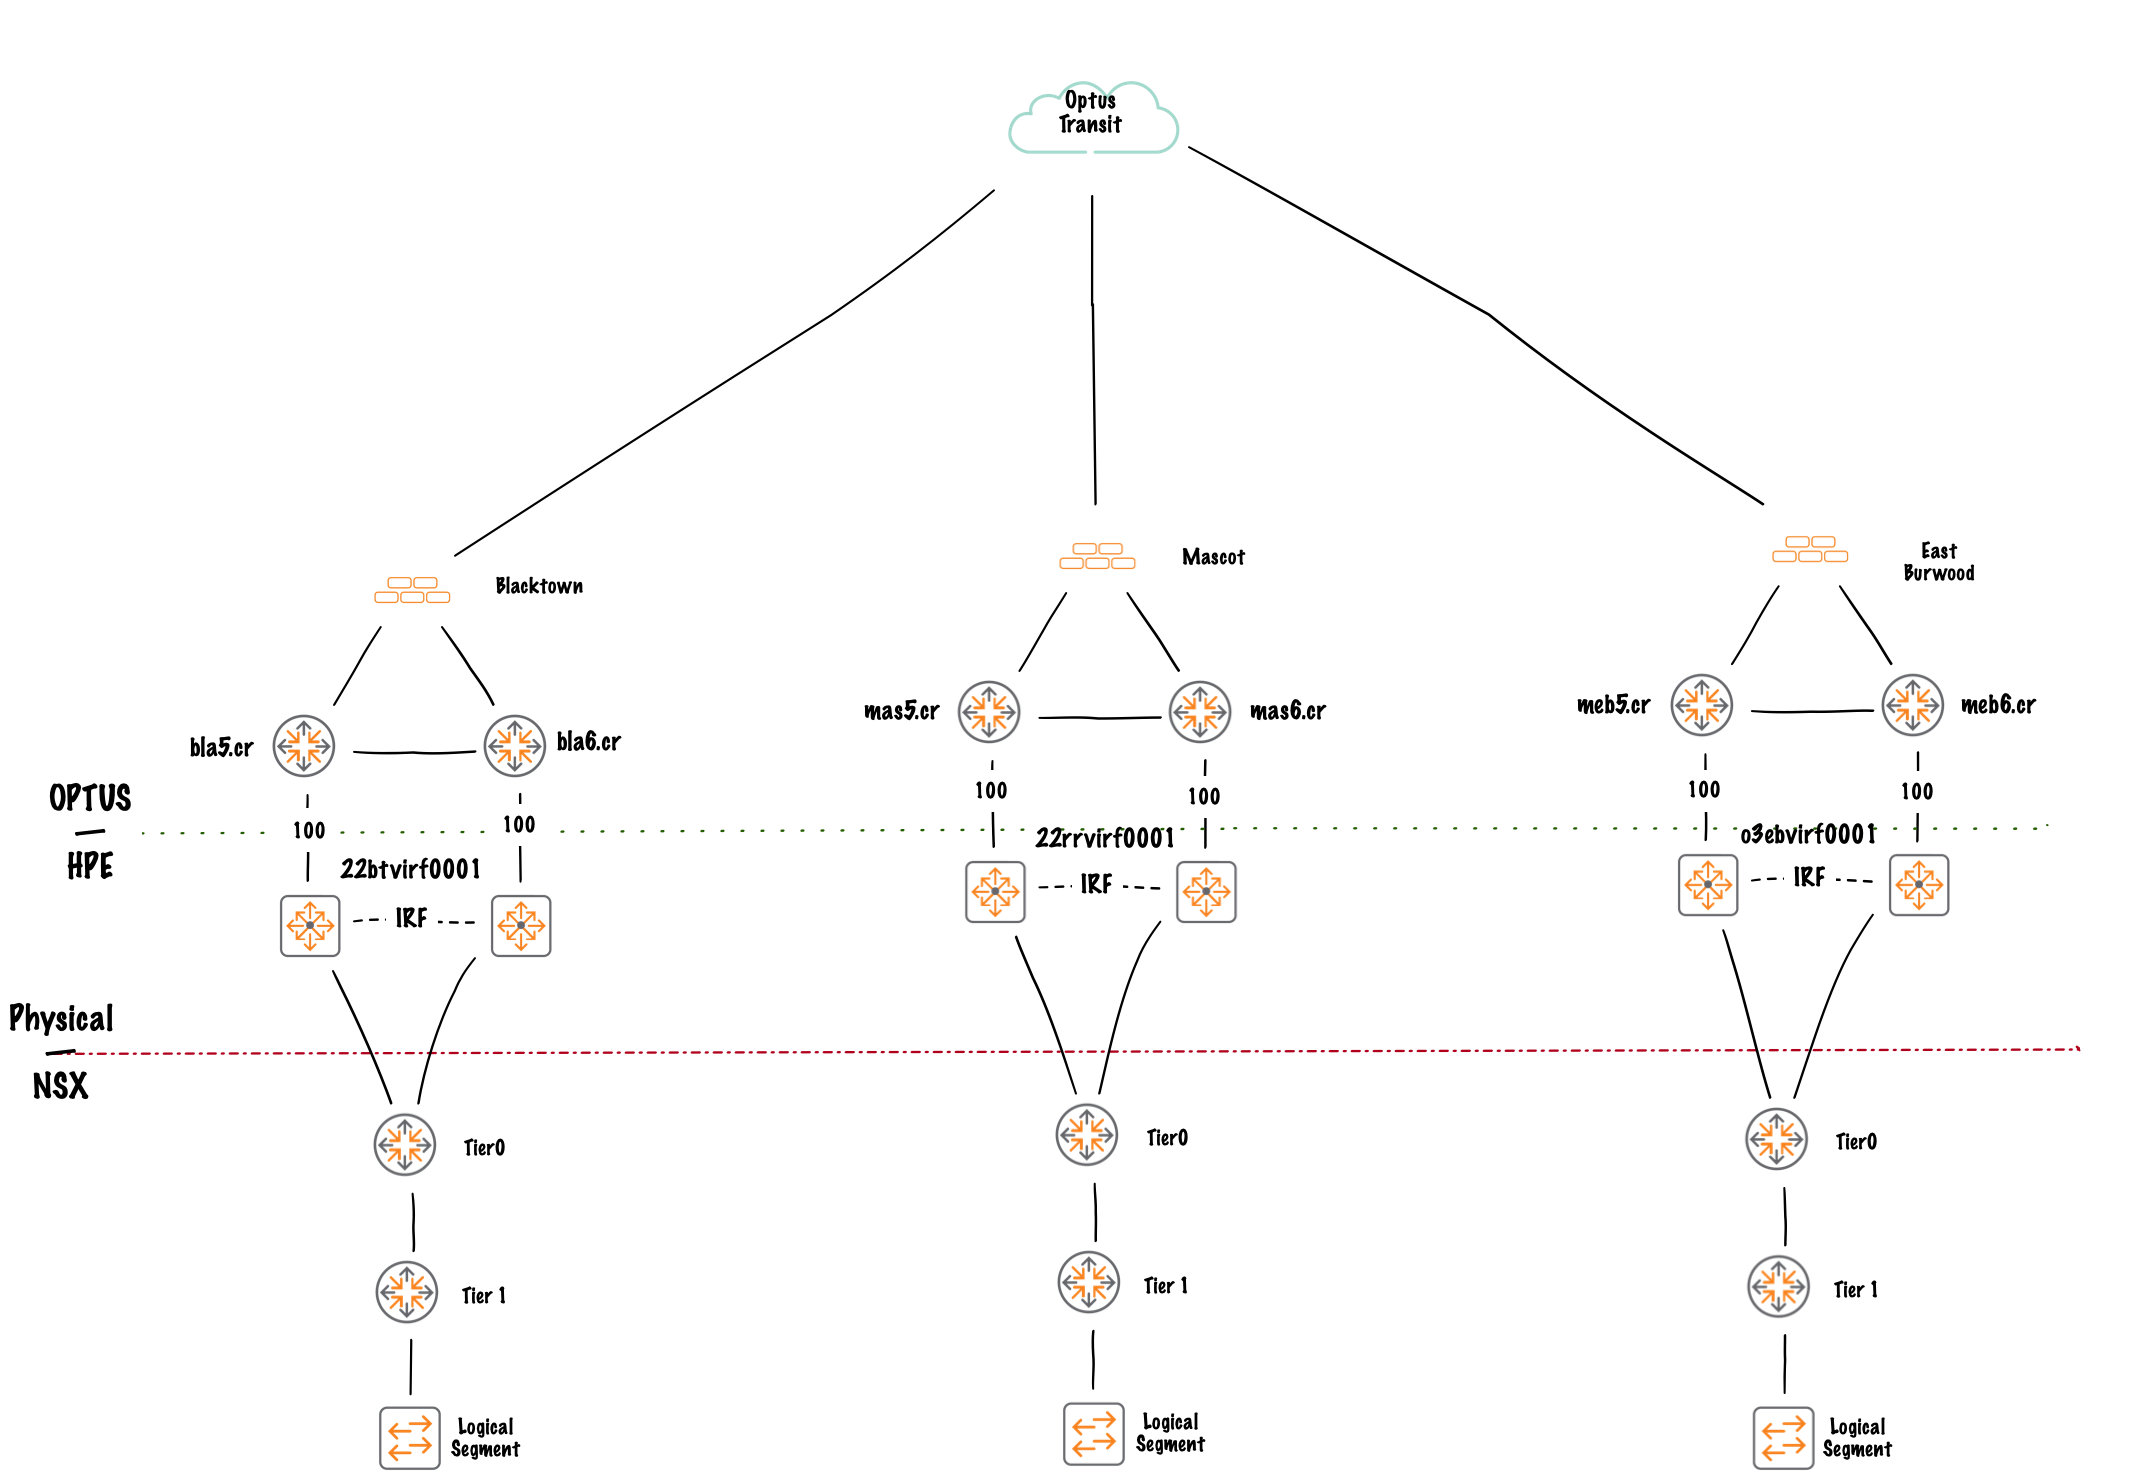 Optus
Transit
Blacktown
Mascot
East
Burwood
bla5.cr
bla6.cr
mas5.cr
mas6.cr
meb5.cr
meb6.cr
OPTUS
HPE
100
100
100
100
100
100
22btvirf0001
22rrvirf0001
o3ebvirf0001
IRF
IRF
IRF
Physical
NSX
Tier0
Tier0
Tier0
Tier 1
Tier 1
Tier 1
Logical
Segment
Logical
Segment
Logical
Segment